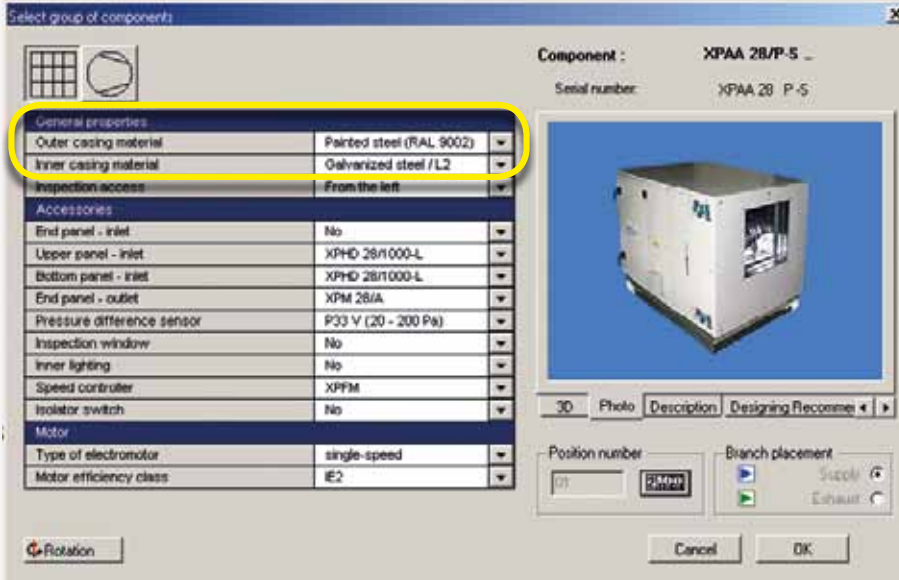 Select group of components
Component : XPAA 28/P-S ...
Serial number: XPAA 28 P-S
General properties
Outer casing material Painted steel (RAL 9002)
Inner casing material Galvanized steel / L2
Inspection access From the left
Accessories
End panel - inlet No
Upper panel - inlet XPHD 28/1000-L
Bottom panel - inlet XPHD 28/1000-L
End panel - outlet XPM 28/A
Pressure difference sensor P33 V (20 - 200 Pa)
Inspection window No
Inner lighting No
Speed controller XPFM
Isolator switch No
Motor
Type of electromotor single-speed
Motor efficiency class IE2
3D Photo Description Designing Recommen
Position number
01
Branch placement
Supply
Exhaust
Rotation
Cancel OK